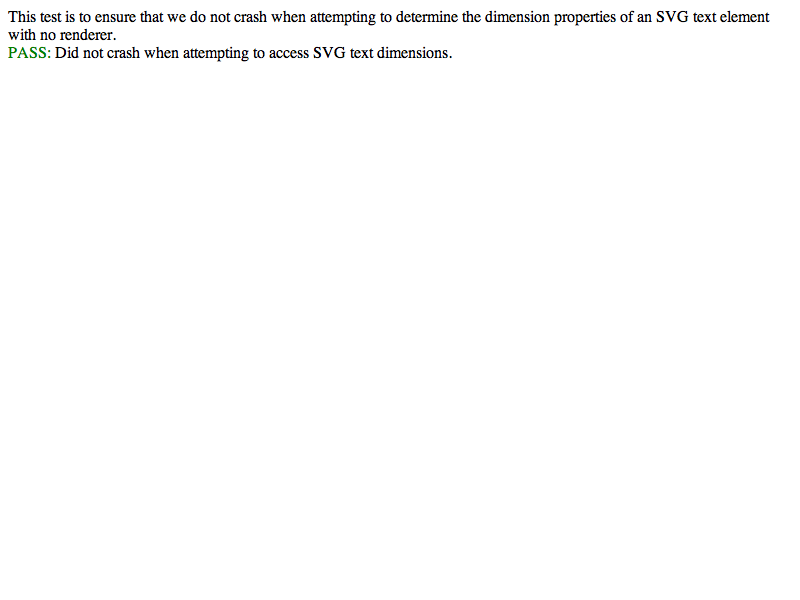 This test is to ensure that we do not crash when attempting to determine the dimension properties of an SVG text element
with no renderer.
PASS: Did not crash when attempting to access SVG text dimensions.